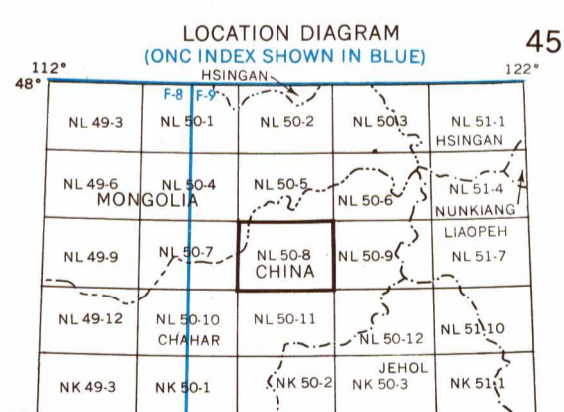 LOCATION DIAGRAM
45
(ONC INDEX SHOWN IN BLUE)
112° HSINGAN 122°
48°
F-8 F-9
NL 49-3 NL 50-1 NL 50-2 NL 50-3 NL 51-1
HSINGAN
NL 49-6 NL 50-4 NL 50-5 NL 50-6 NL 51-4
MONGOLIA
NUNKIANG
LIAOPEH
NL 49-9 NL 50-7 NL 50-8 NL 50-9 NL 51-7
CHINA
NL 49-12 NL 50-10 NL 50-11 NL 50-12 NL 51-10
CHAHAR
JEHOL
NK 49-3 NK 50-1 NK 50-2 NK 50-3 NK 51-1